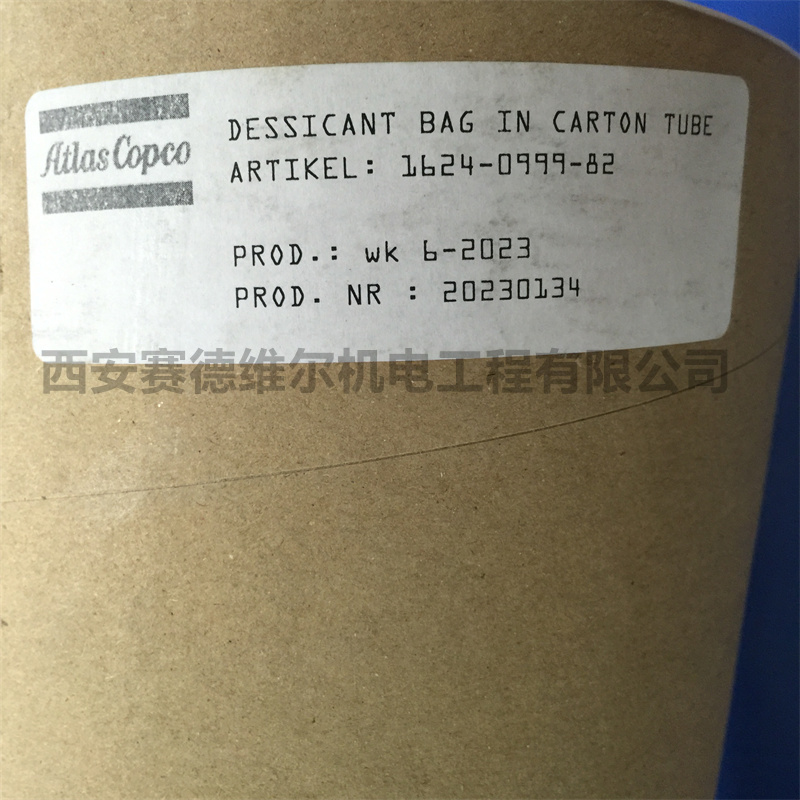 Atlas Copco
DESSICANT BAG IN CARTON TUBE
ARTIKEL: 1624-0999-82
PROD.: wk 6-2023
PROD. NR : 20230134
西安赛德维尔机电工程有限公司